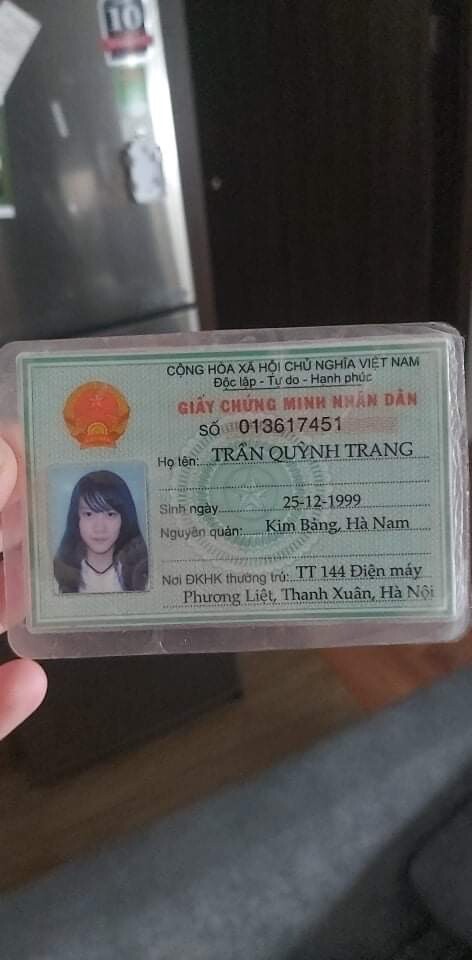 10
CỘNG HÒA XÃ HỘI CHỦ NGHĨA VIỆT NAM
Độc lập - Tự do - Hạnh phúc
GIẤY CHỨNG MINH NHÂN DÂN
SỐ 013617451
Họ tên: TRẦN QUỲNH TRANG
Sinh ngày 25-12-1999
Nguyên quán: Kim Bảng, Hà Nam
Nơi ĐKHK thường trú: TT 144 Điện máy
Phương Liệt, Thanh Xuân, Hà Nội